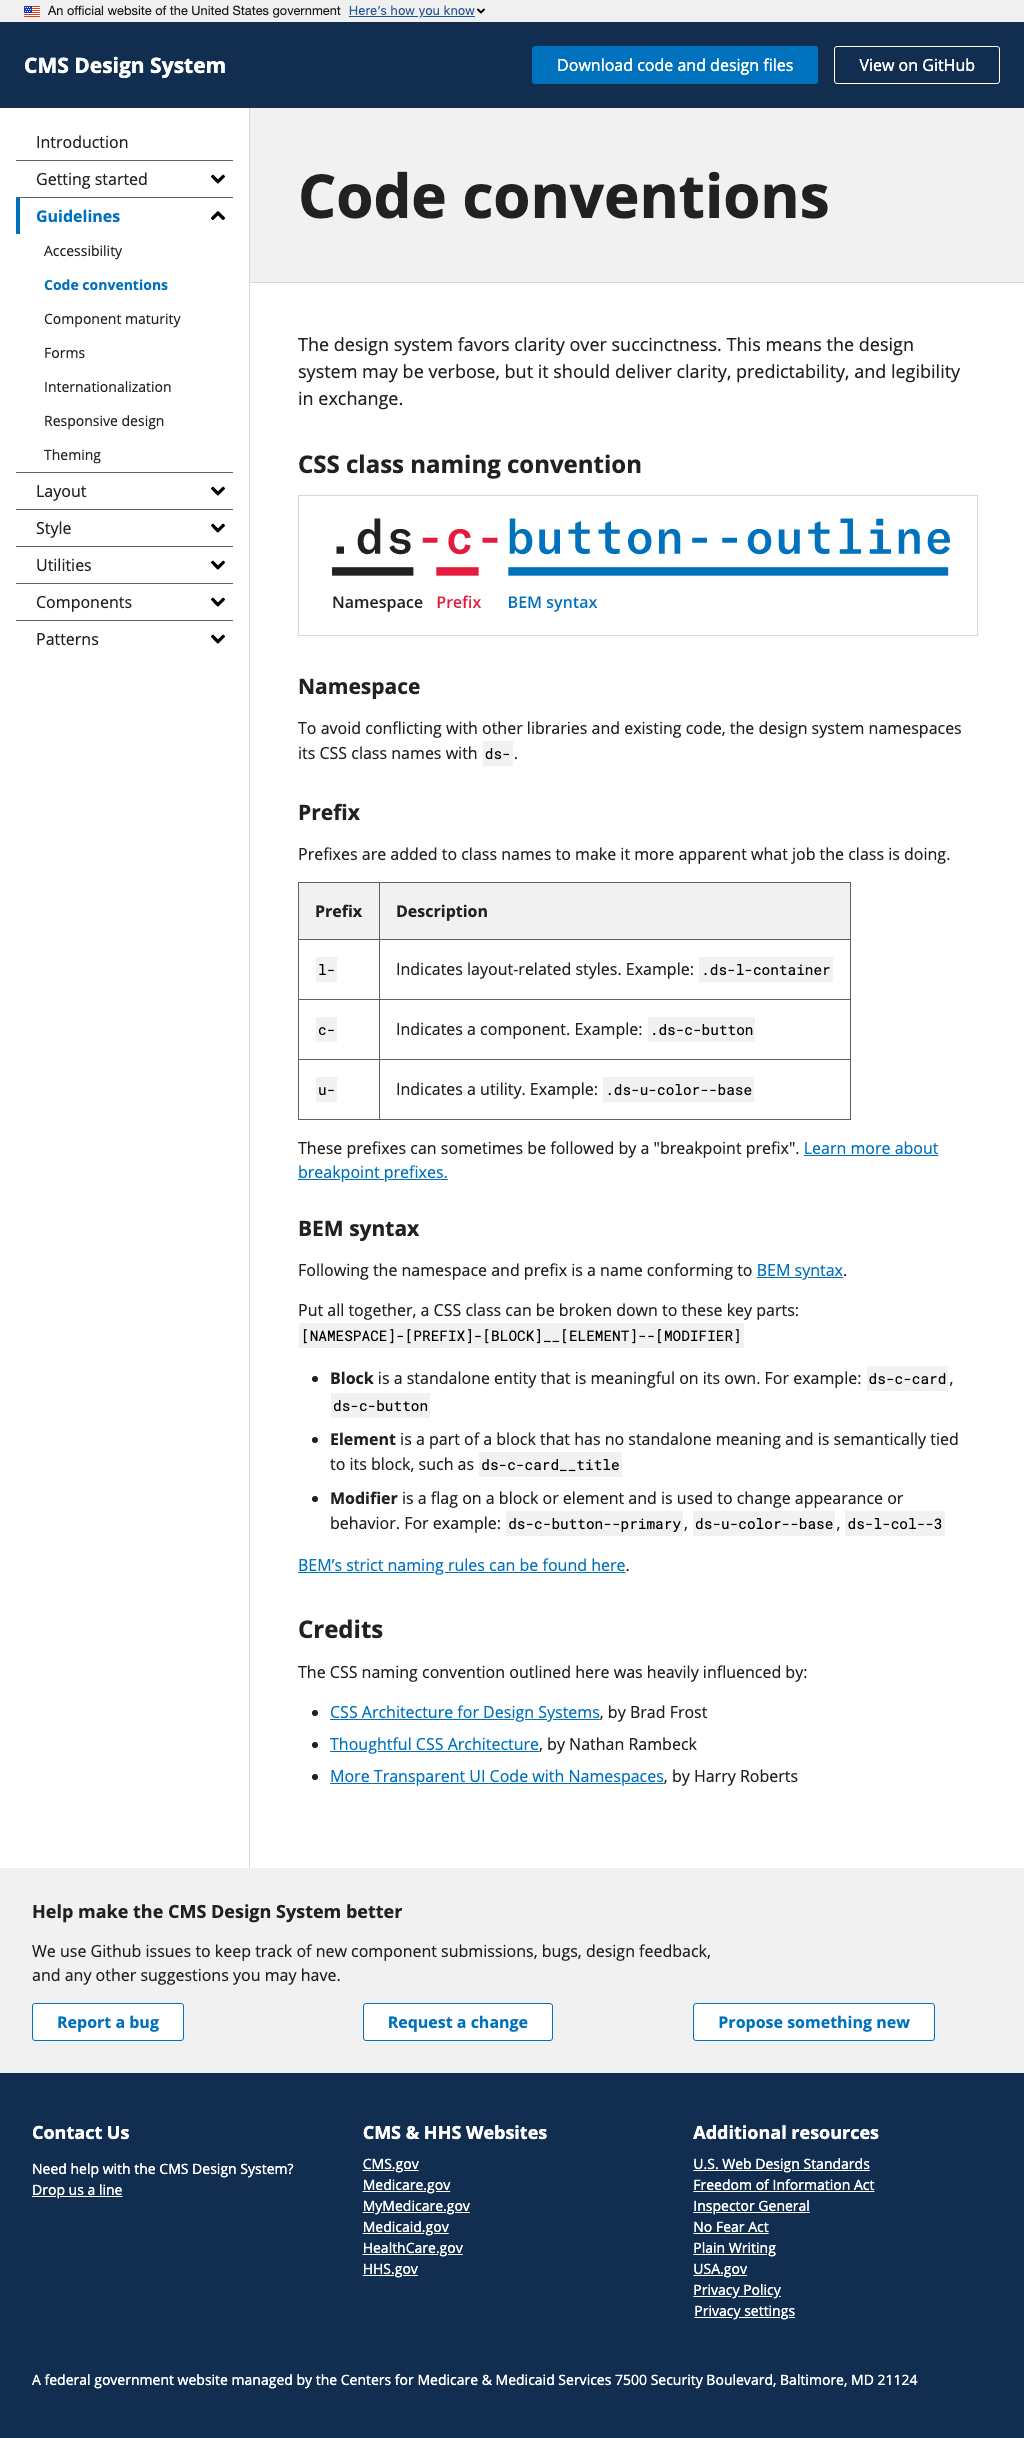 An official website of the United States government Here's how you know
CMS Design System
Download code and design files
View on GitHub
Introduction
Getting started
Guidelines
Accessibility
Code conventions
Component maturity
Forms
Internationalization
Responsive design
Theming
Layout
Style
Utilities
Components
Patterns
Code conventions
The design system favors clarity over succinctness. This means the design
system may be verbose, but it should deliver clarity, predictability, and legibility
in exchange.
CSS class naming convention
.ds-c-button--outline
Namespace Prefix BEM syntax
Namespace
To avoid conflicting with other libraries and existing code, the design system namespaces
its CSS class names with ds-.
Prefix
Prefixes are added to class names to make it more apparent what job the class is doing.
Prefix Description
l- Indicates layout-related styles. Example: .ds-l-container
c- Indicates a component. Example: .ds-c-button
u- Indicates a utility. Example: .ds-u-color--base
These prefixes can sometimes be followed by a "breakpoint prefix". Learn more about
breakpoint prefixes.
BEM syntax
Following the namespace and prefix is a name conforming to BEM syntax.
Put all together, a CSS class can be broken down to these key parts:
[NAMESPACE]-[PREFIX]-[BLOCK]__[ELEMENT]--[MODIFIER]
Block is a standalone entity that is meaningful on its own. For example: ds-c-card,
ds-c-button
Element is a part of a block that has no standalone meaning and is semantically tied
to its block, such as ds-c-card__title
Modifier is a flag on a block or element and is used to change appearance or
behavior. For example: ds-c-button--primary, ds-u-color--base, ds-l-col--3
BEM’s strict naming rules can be found here.
Credits
The CSS naming convention outlined here was heavily influenced by:
CSS Architecture for Design Systems, by Brad Frost
Thoughtful CSS Architecture, by Nathan Rambeck
More Transparent UI Code with Namespaces, by Harry Roberts
Help make the CMS Design System better
We use Github issues to keep track of new component submissions, bugs, design feedback,
and any other suggestions you may have.
Report a bug
Request a change
Propose something new
Contact Us
Need help with the CMS Design System?
Drop us a line
CMS & HHS Websites
CMS.gov
Medicare.gov
MyMedicare.gov
Medicaid.gov
HealthCare.gov
HHS.gov
Additional resources
U.S. Web Design Standards
Freedom of Information Act
Inspector General
No Fear Act
Plain Writing
USA.gov
Privacy Policy
Privacy settings
A federal government website managed by the Centers for Medicare & Medicaid Services 7500 Security Boulevard, Baltimore, MD 21124